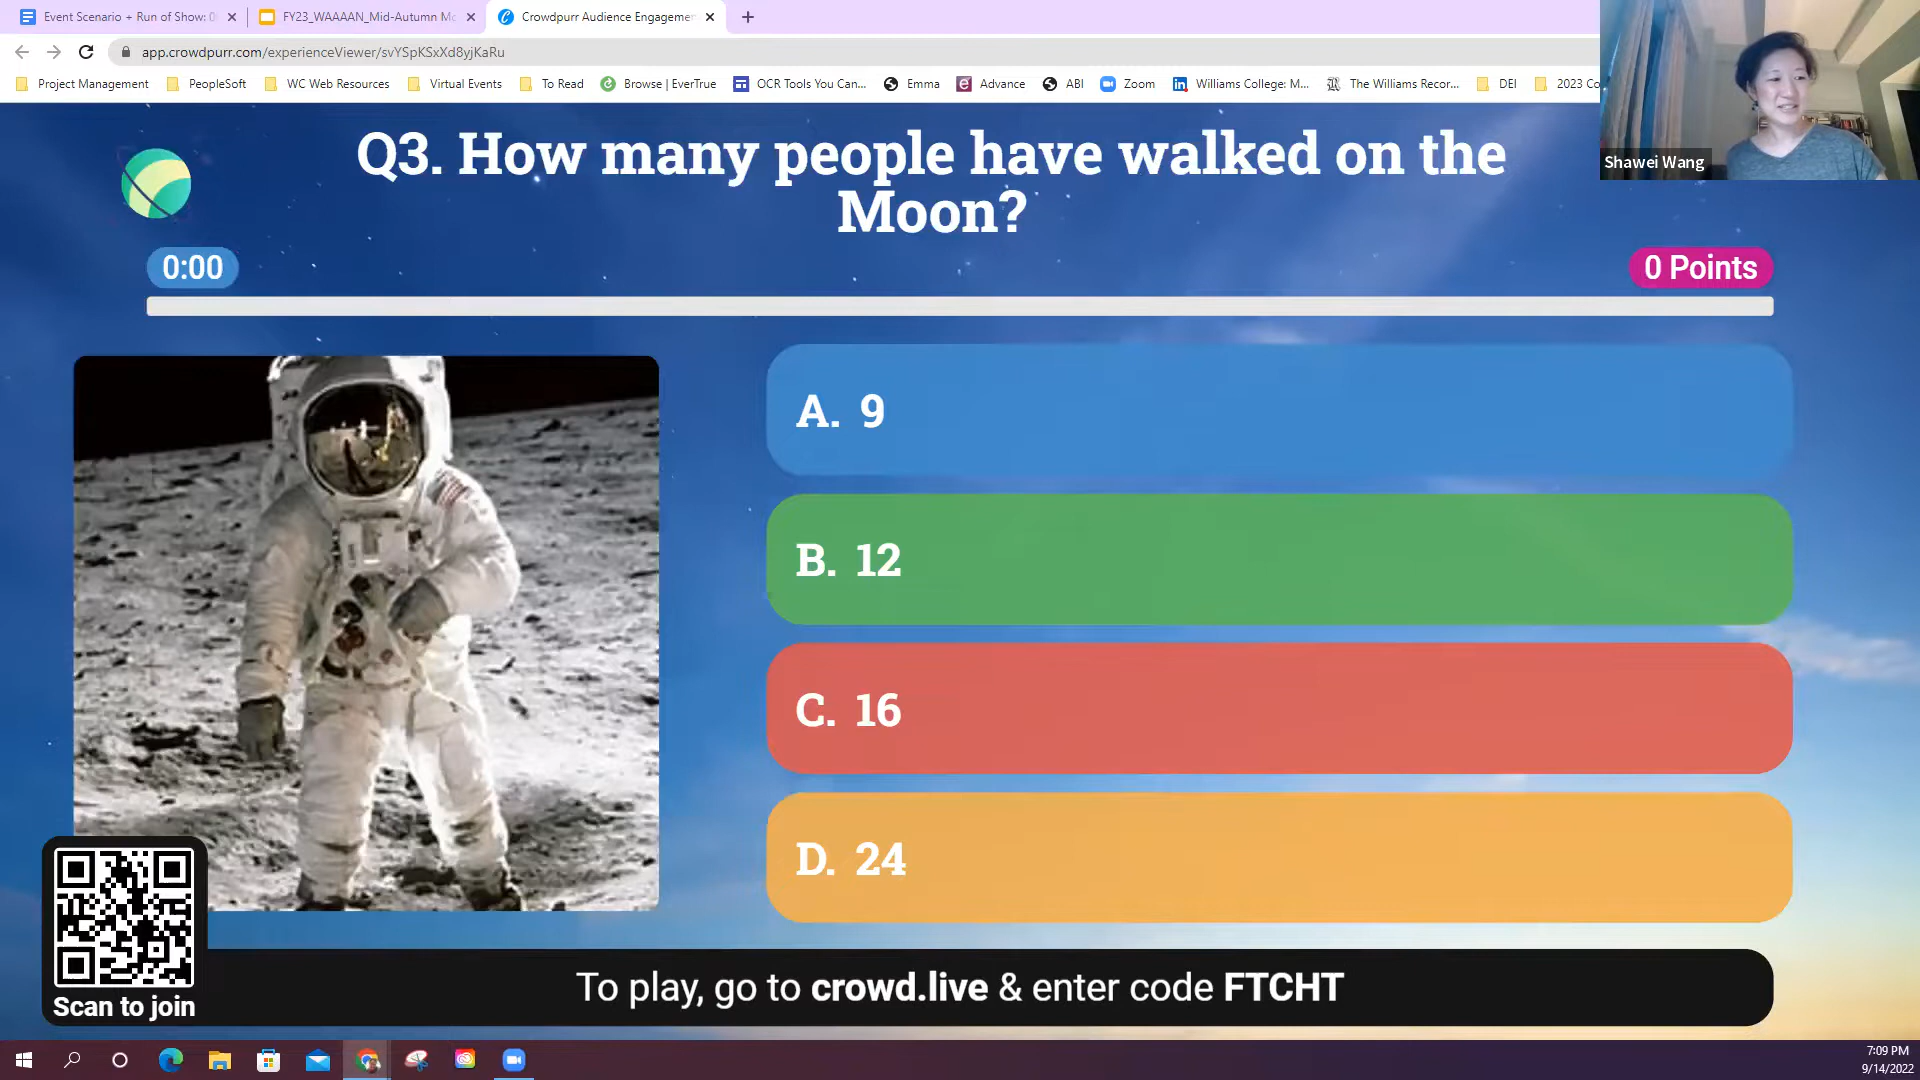 Event Scenario + Run of Show: 0
FY23_WAAAAN_Mid-Autumn Mo
Crowdpurr Audience Engagemen
app.crowdpurr.com/experienceViewer/svYSpKSxXd8yjKaRu
Project Management
PeopleSoft
WC Web Resources
Virtual Events
To Read
Browse | EverTrue
OCR Tools You Can...
Emma
Advance
ABI
Zoom
Williams College: M...
The Williams Recor...
DEI
2023 Co
Shawei Wang
Q3. How many people have walked on the
Moon?
0:00
0 Points
A. 9
B. 12
C. 16
D. 24
Scan to join
To play, go to crowd.live & enter code FTCHT
7:09 PM
9/14/2022